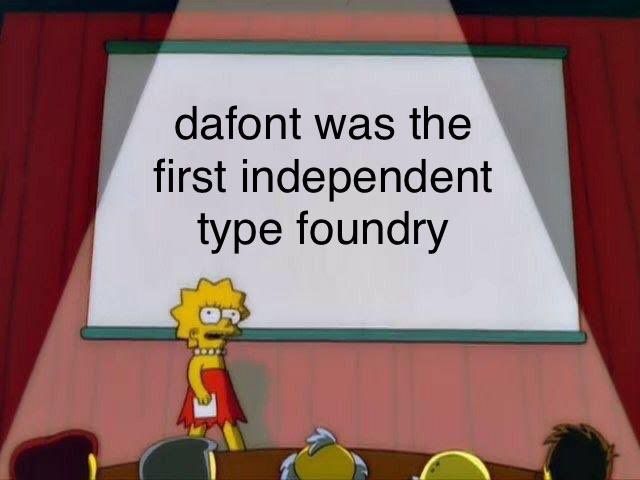 dafont was the
first independent
type foundry